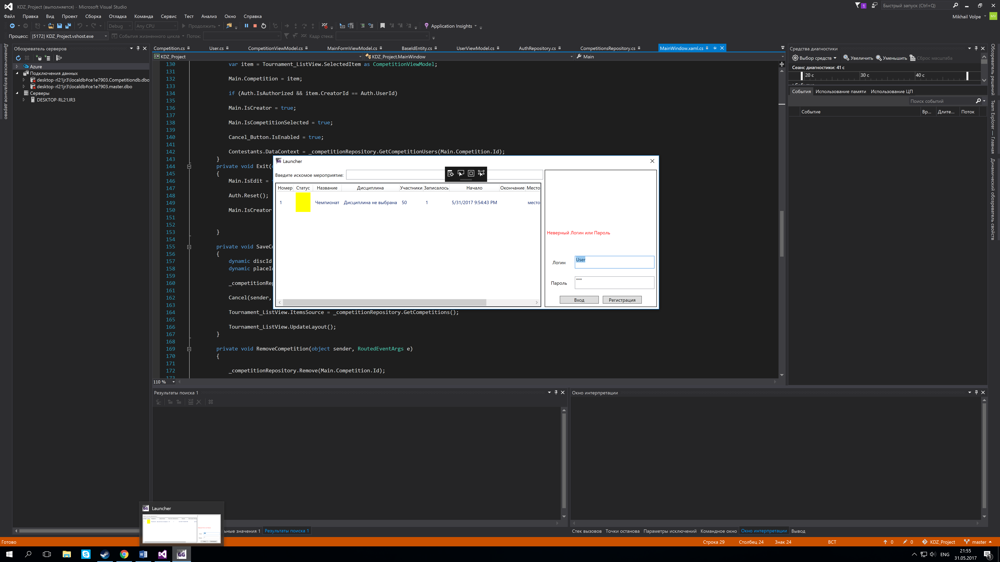 KDZ_Project (выполняется) - Microsoft Visual Studio
1
Быстрый запуск (Ctrl+Q)
Файл Правка Вид Проект Сборка Отладка Команда Сервис Тест Анализ Окно Справка
Mikhail Volpe MV
Debug Any CPU Продолжить Application Insights
Процесс: [5172] KDZ_Project.vshost.exe События жизненного цикла Поток: Кадр стека:
Динамическое визуальное дерево
Обозреватель серверов
Azure
Подключения данных
desktop-rl21jr3\localdb#ce1e7903.Competitiondb.dbo
desktop-rl21jr3\localdb#ce1e7903.master.dbo
Серверы
DESKTOP-RL21JR3
Competition.cs User.cs CompetitionViewModel.cs MainFormViewModel.cs BaseIdEntity.cs UserViewModel.cs AuthRepository.cs CompetitionsRepository.cs MainWindow.xaml.cs
C# KDZ_Project KDZ_Project.MainWindow Main
130 var item = Tournament_ListView.SelectedItem as CompetitionViewModel;
131
132 Main.Competition = item;
133
134 if (Auth.IsAuthorized && item.CreatorId == Auth.UserId)
135
136 Main.IsCreator = true;
137
138 Main.IsCompetitionSelected = true;
139
140 Cancel_Button.IsEnabled = true;
141
142 Contestants.DataContext = _competitionRepository.GetCompetitionUsers(Main.Competition.Id);
143 }
144 private void Exit(
145 {
146 Main.IsEdit =
147
148 Auth.Reset();
149
150 Main.IsCreator
151
152
153 }
154
155 private void SaveCo
156 {
157 dynamic discId
158 dynamic placeId
159
160 _competitionRep
161
162 Cancel(sender,
163
164 Tournament_ListView.ItemsSource = _competitionRepository.GetCompetitions();
165
166 Tournament_ListView.UpdateLayout();
167 }
168
169 private void RemoveCompetition(object sender, RoutedEventArgs e)
170 {
171
172 _competitionRepository.Remove(Main.Competition.Id);
173
110 %
GG Launcher
Введите искомое мероприятие:
Номер Статус Название Дисциплина Участники Записалось Начало Окончание Место
1 Чемпионат Дисциплина не выбрана 50 1 5/31/2017 9:54:43 PM место
Неверный Логин или Пароль
Логин User
Пароль ***
Вход Регистрация
Средства диагностики
Выбор средств Увеличить Уменьшить Сброс масштаба
Сеанс диагностики: 41 с
20 с 30 с 40 с
События
События Использование памяти Использование ЦП
Поиск событий
Событие Вр... Длите... Поток
Обозреватель решений
Team Explorer — Главная
Динамический обозреватель свойств
Результаты поиска 1
Окно интерпретации
GG Launcher
ьные значения 1 Результаты поиска 1
Стек вызовов Точки останова Параметры исключений Командное окно Окно интерпретации Вывод
Готово Строка 29 Столбец 24 Знак 24 ВСТ 0 0 KDZ_Project master
GG
ENG
21:55
31.05.2017
1